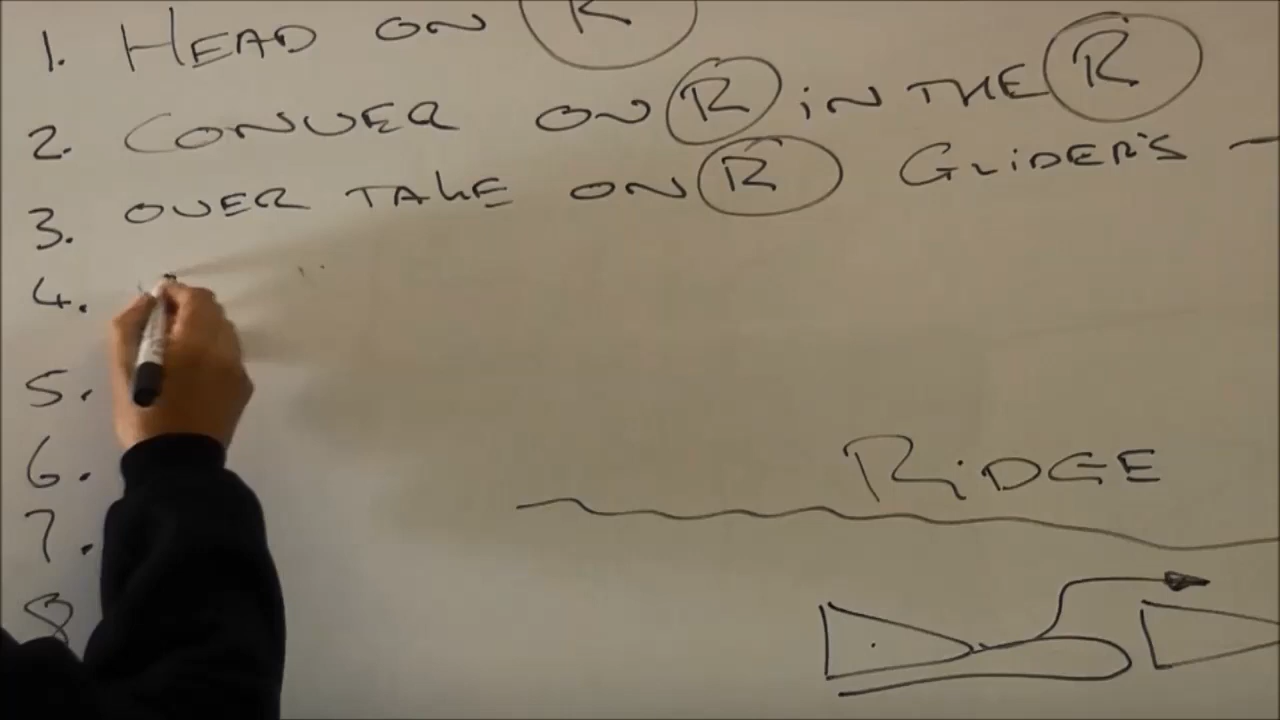 1. HEAD ON R
2. CONVER ON R iN THE R
3. OVER TAKE ON R GLiDER'S -
4.
5.
6.
7.
8
RiDGE